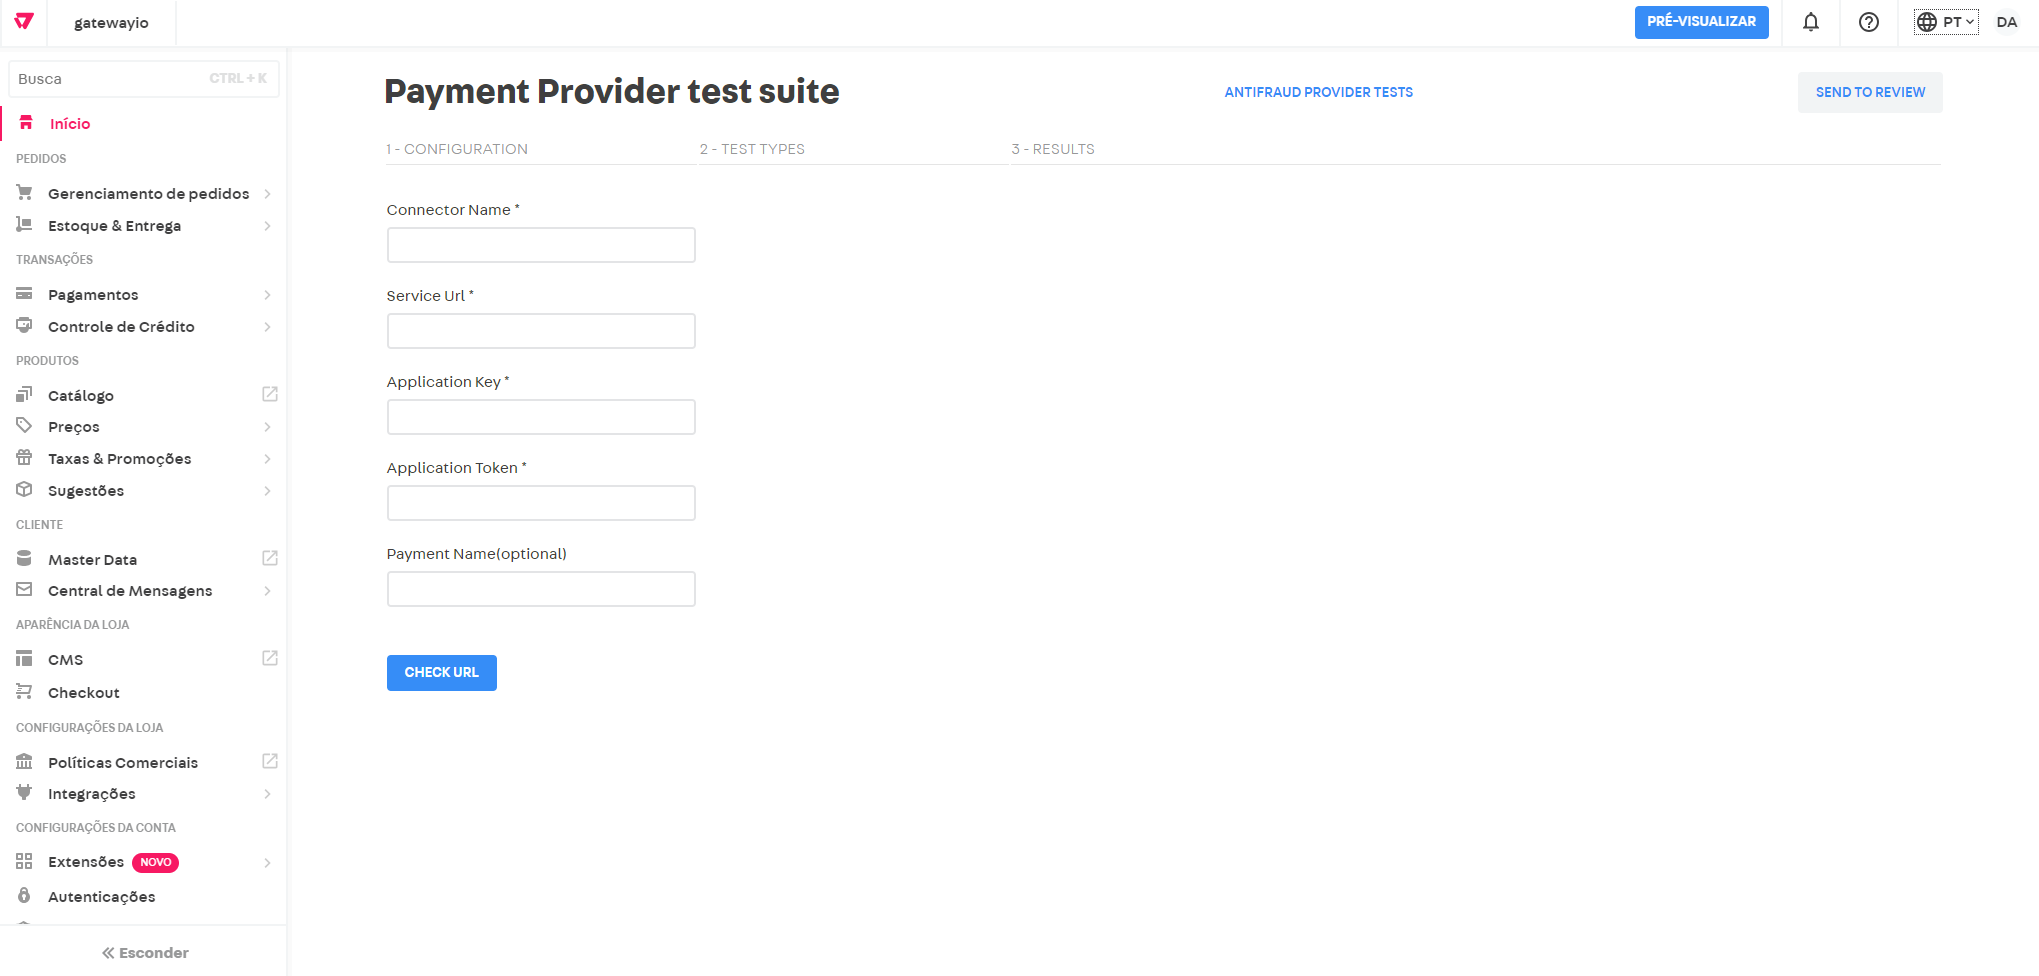 gatewayio
PRÉ-VISUALIZAR
PT
DA
Busca CTRL + K
Início
PEDIDOS
Gerenciamento de pedidos
Estoque & Entrega
TRANSAÇÕES
Pagamentos
Controle de Crédito
PRODUTOS
Catálogo
Preços
Taxas & Promoções
Sugestões
CLIENTE
Master Data
Central de Mensagens
APARÊNCIA DA LOJA
CMS
Checkout
CONFIGURAÇÕES DA LOJA
Políticas Comerciais
Integrações
CONFIGURAÇÕES DA CONTA
Extensões NOVO
Autenticações
Esconder
Payment Provider test suite
ANTIFRAUD PROVIDER TESTS
SEND TO REVIEW
1 - CONFIGURATION
2 - TEST TYPES
3 - RESULTS
Connector Name *
Service Url *
Application Key *
Application Token *
Payment Name(optional)
CHECK URL